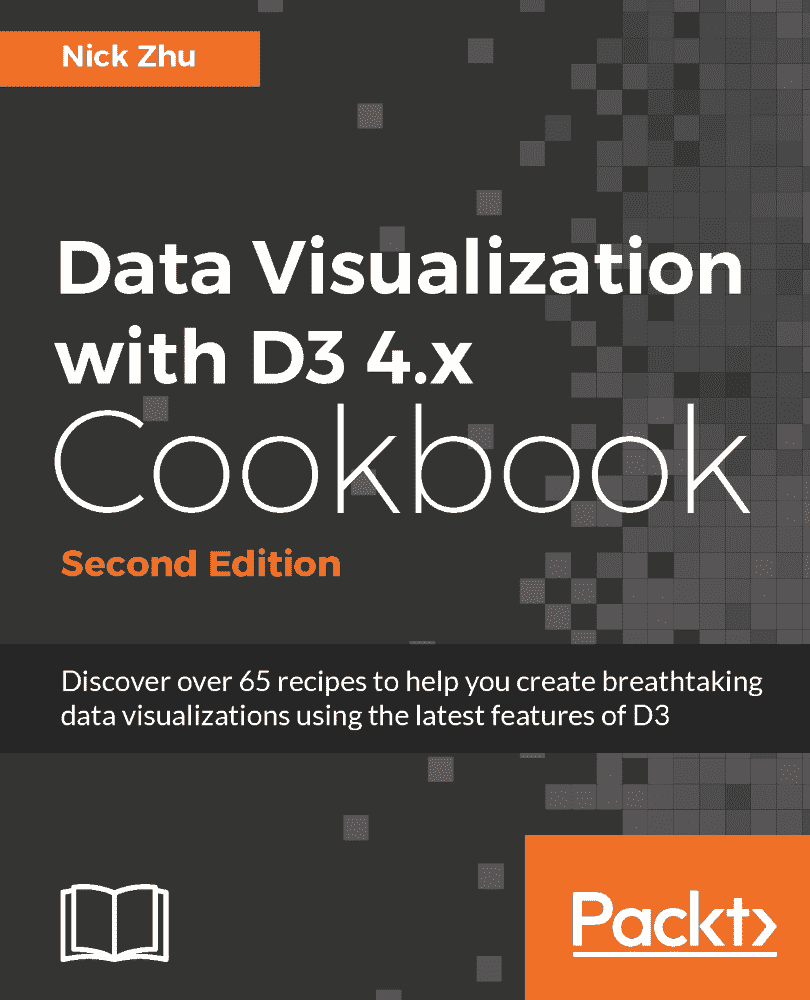 Nick Zhu
Data Visualization
with D3 4.x
Cookbook
Second Edition
Discover over 65 recipes to help you create breathtaking
data visualizations using the latest features of D3
Packt>